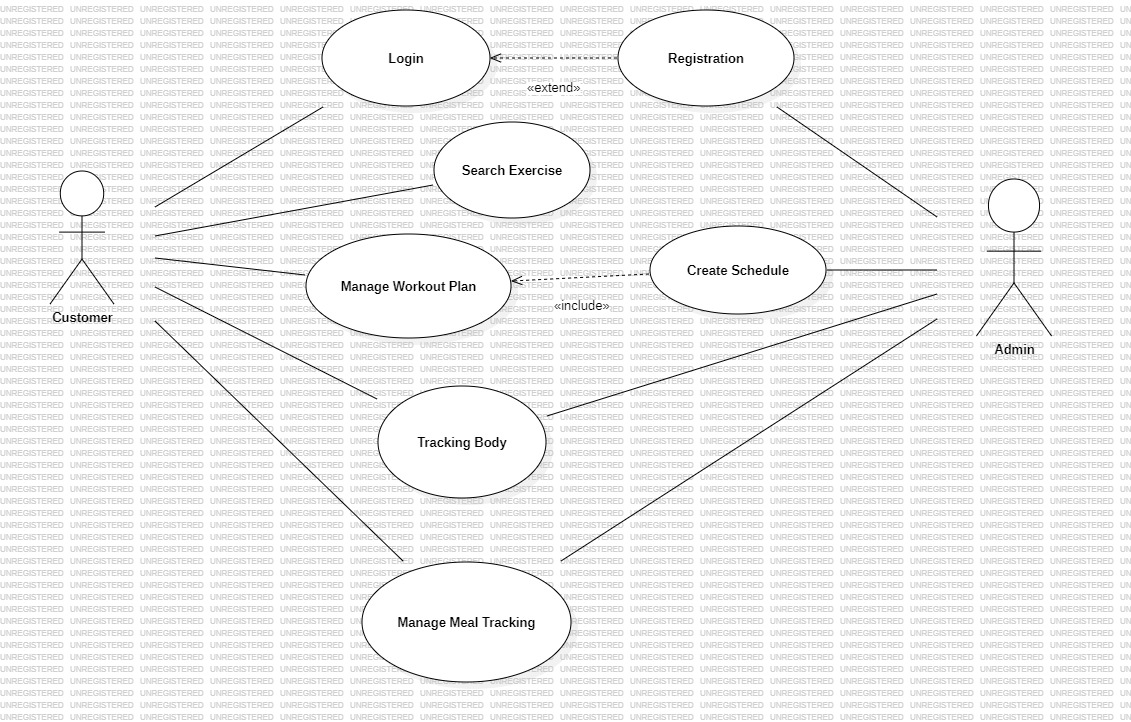 Login
Registration
«extend»
Search Exercise
Manage Workout Plan
Create Schedule
«include»
Customer
Admin
Tracking Body
Manage Meal Tracking
UNREGISTERED